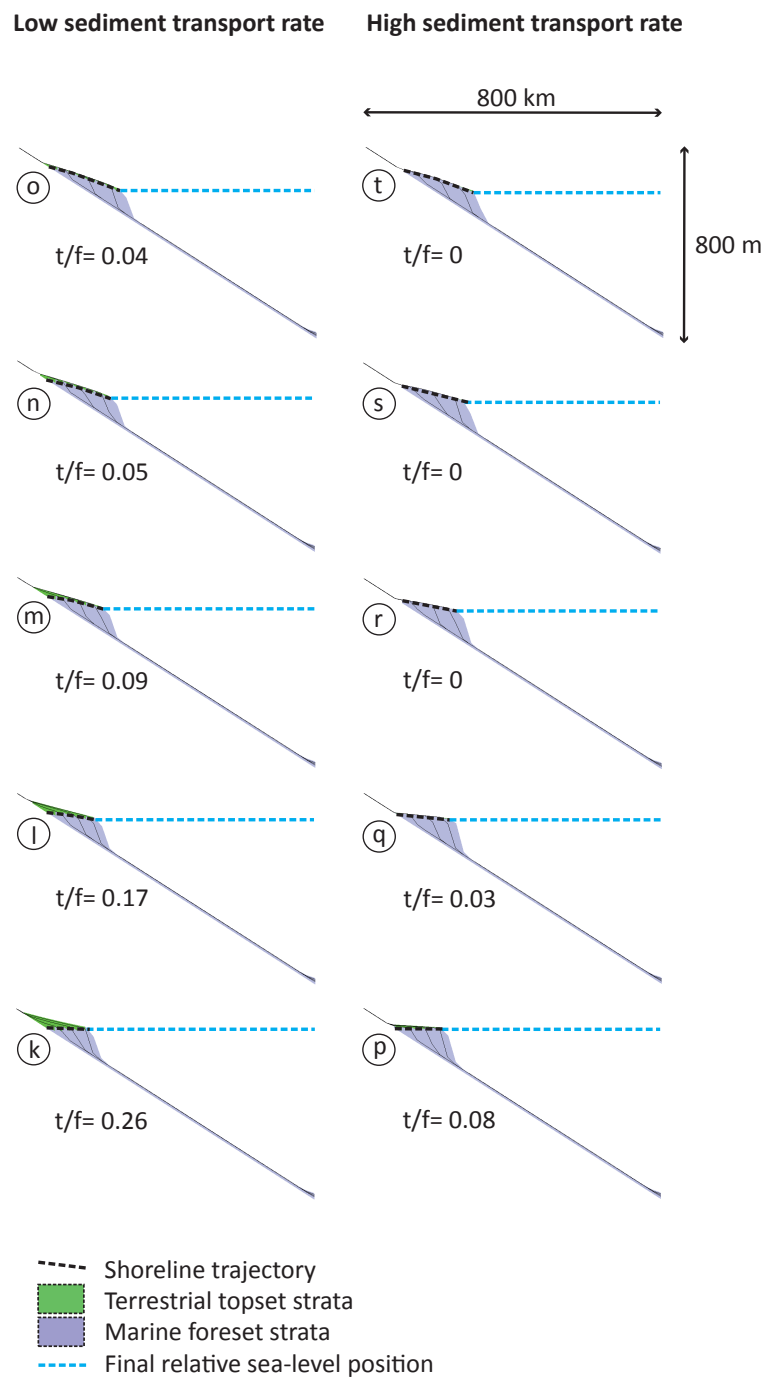 Low sediment transport rate
High sediment transport rate
800 km
800 m
o
t/f= 0.04
t
t/f= 0
n
t/f= 0.05
s
t/f= 0
m
t/f= 0.09
r
t/f= 0
l
t/f= 0.17
q
t/f= 0.03
k
t/f= 0.26
p
t/f= 0.08
Shoreline trajectory
Terrestrial topset strata
Marine foreset strata
Final relative sea-level position